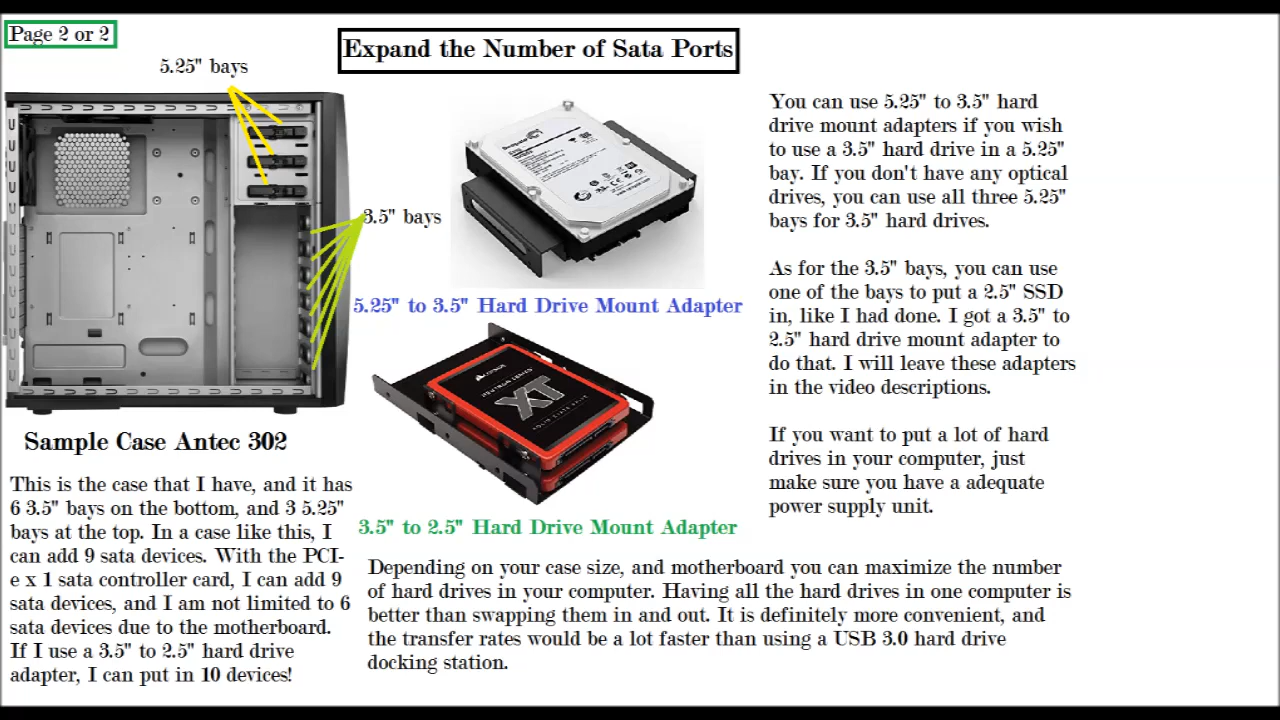 Page 2 or 2
Expand the Number of Sata Ports
5.25" bays
3.5" bays
Seagate
5.25" to 3.5" Hard Drive Mount Adapter
XT
3.5" to 2.5" Hard Drive Mount Adapter
Sample Case Antec 302
This is the case that I have, and it has
6 3.5" bays on the bottom, and 3 5.25"
bays at the top. In a case like this, I
can add 9 sata devices. With the PCI-
e x 1 sata controller card, I can add 9
sata devices, and I am not limited to 6
sata devices due to the motherboard.
If I use a 3.5" to 2.5" hard drive
adapter, I can put in 10 devices!
You can use 5.25" to 3.5" hard
drive mount adapters if you wish
to use a 3.5" hard drive in a 5.25"
bay. If you don't have any optical
drives, you can use all three 5.25"
bays for 3.5" hard drives.
As for the 3.5" bays, you can use
one of the bays to put a 2.5" SSD
in, like I had done. I got a 3.5" to
2.5" hard drive mount adapter to
do that. I will leave these adapters
in the video descriptions.
If you want to put a lot of hard
drives in your computer, just
make sure you have a adequate
power supply unit.
Depending on your case size, and motherboard you can maximize the number
of hard drives in your computer. Having all the hard drives in one computer is
better than swapping them in and out. It is definitely more convenient, and
the transfer rates would be a lot faster than using a USB 3.0 hard drive
docking station.